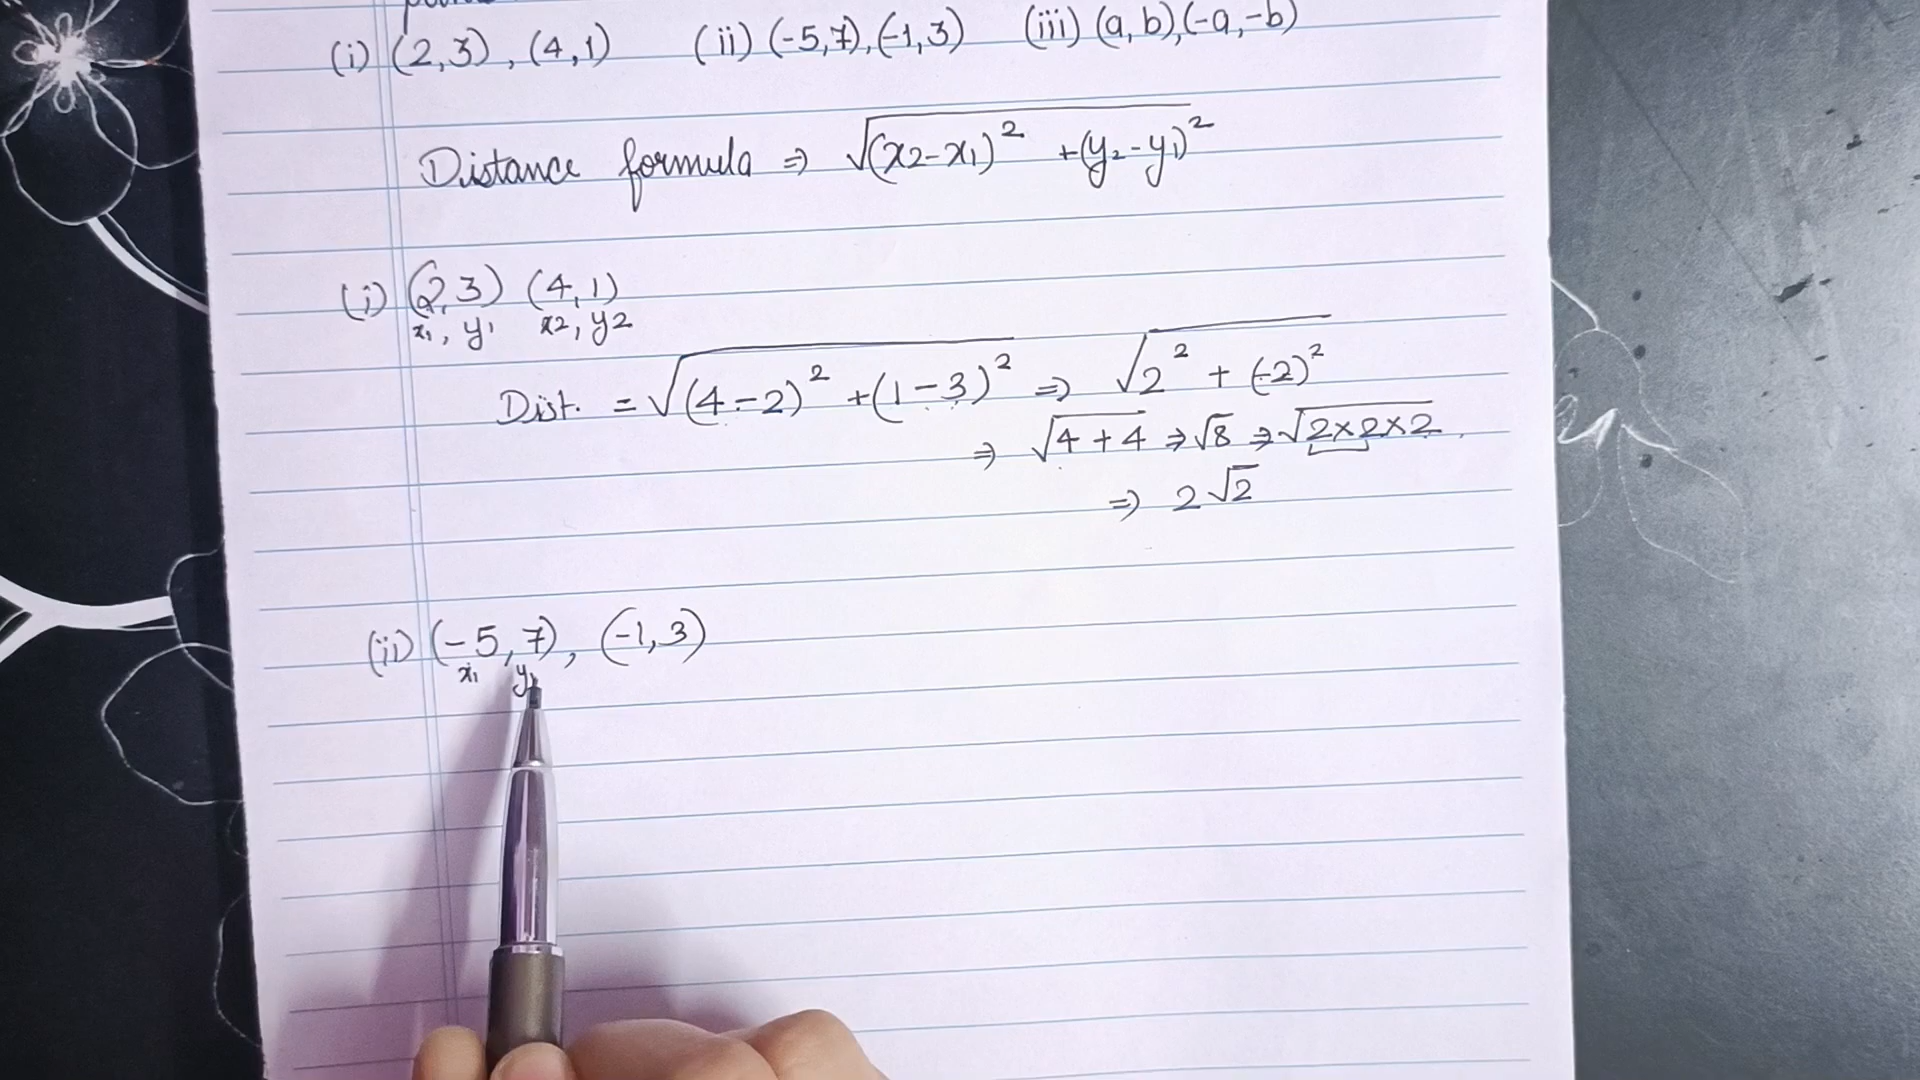 (i) (2,3) , (4,1) (ii) (-5,7),(-1,3) (iii) (a,b),(-a,-b)
Distance formula ⇒ √(x2-x1)² +(y2-y1)²
(i) (2,3) (4,1)
x1, y1 x2, y2
Dist. = √(4-2)² +(1-3)² ⇒ √2² + (-2)²
⇒ √4+4 ⇒ √8 ⇒ √2×2×2
⇒ 2√2
(ii) (-5,7), (-1,3)
x1 y1